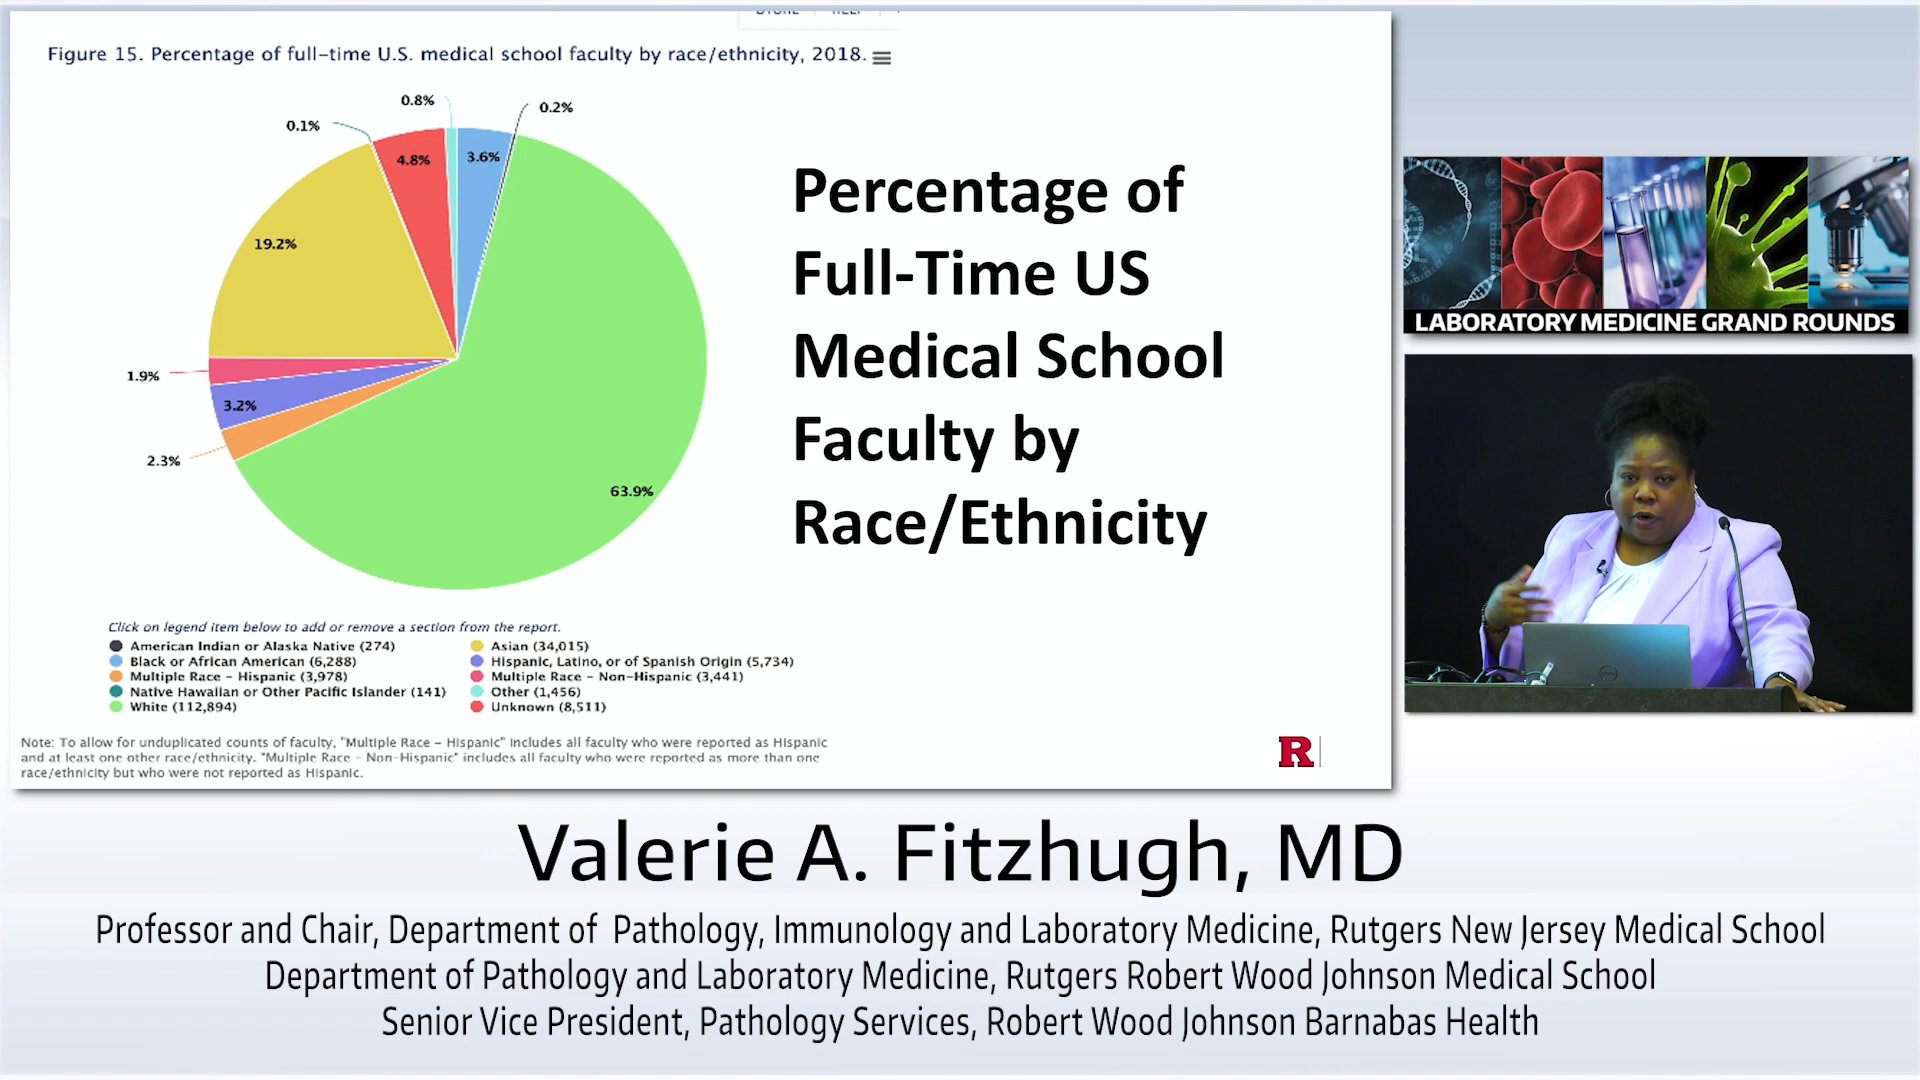 Figure 15. Percentage of full-time U.S. medical school faculty by race/ethnicity, 2018.
0.8%
0.2%
0.1%
4.8%
3.6%
19.2%
1.9%
3.2%
2.3%
63.9%
Percentage of
Full-Time US
Medical School
Faculty by
Race/Ethnicity
Click on legend item below to add or remove a section from the report.
American Indian or Alaska Native (274)
Asian (34,015)
Black or African American (6,288)
Hispanic, Latino, or of Spanish Origin (5,734)
Multiple Race - Hispanic (3,978)
Multiple Race - Non-Hispanic (3,441)
Native Hawaiian or Other Pacific Islander (141)
Other (1,456)
White (112,894)
Unknown (8,511)
Note: To allow for unduplicated counts of faculty, "Multiple Race - Hispanic" includes all faculty who were reported as Hispanic
and at least one other race/ethnicity. "Multiple Race - Non-Hispanic" includes all faculty who were reported as more than one
race/ethnicity but who were not reported as Hispanic.
R
LABORATORY MEDICINE GRAND ROUNDS
Valerie A. Fitzhugh, MD
Professor and Chair, Department of Pathology, Immunology and Laboratory Medicine, Rutgers New Jersey Medical School
Department of Pathology and Laboratory Medicine, Rutgers Robert Wood Johnson Medical School
Senior Vice President, Pathology Services, Robert Wood Johnson Barnabas Health